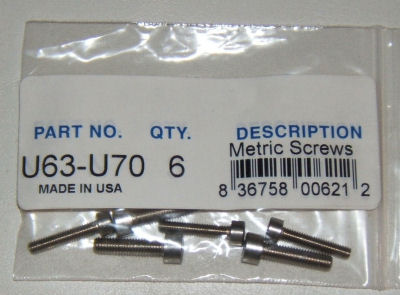 PART NO. QTY. DESCRIPTION
U63-U70 6 Metric Screws
MADE IN USA
8 36758 00621 2